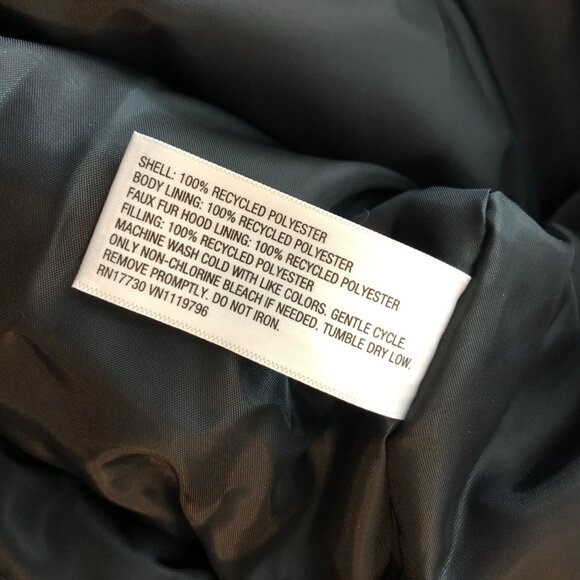 SHELL: 100% RECYCLED POLYESTER
BODY LINING: 100% RECYCLED POLYESTER
FAUX FUR HOOD LINING: 100% RECYCLED POLYESTER
FILLING: 100% RECYCLED POLYESTER
MACHINE WASH COLD WITH LIKE COLORS. GENTLE CYCLE.
ONLY NON-CHLORINE BLEACH IF NEEDED. TUMBLE DRY LOW.
REMOVE PROMPTLY. DO NOT IRON.
RN17730 VN1119796